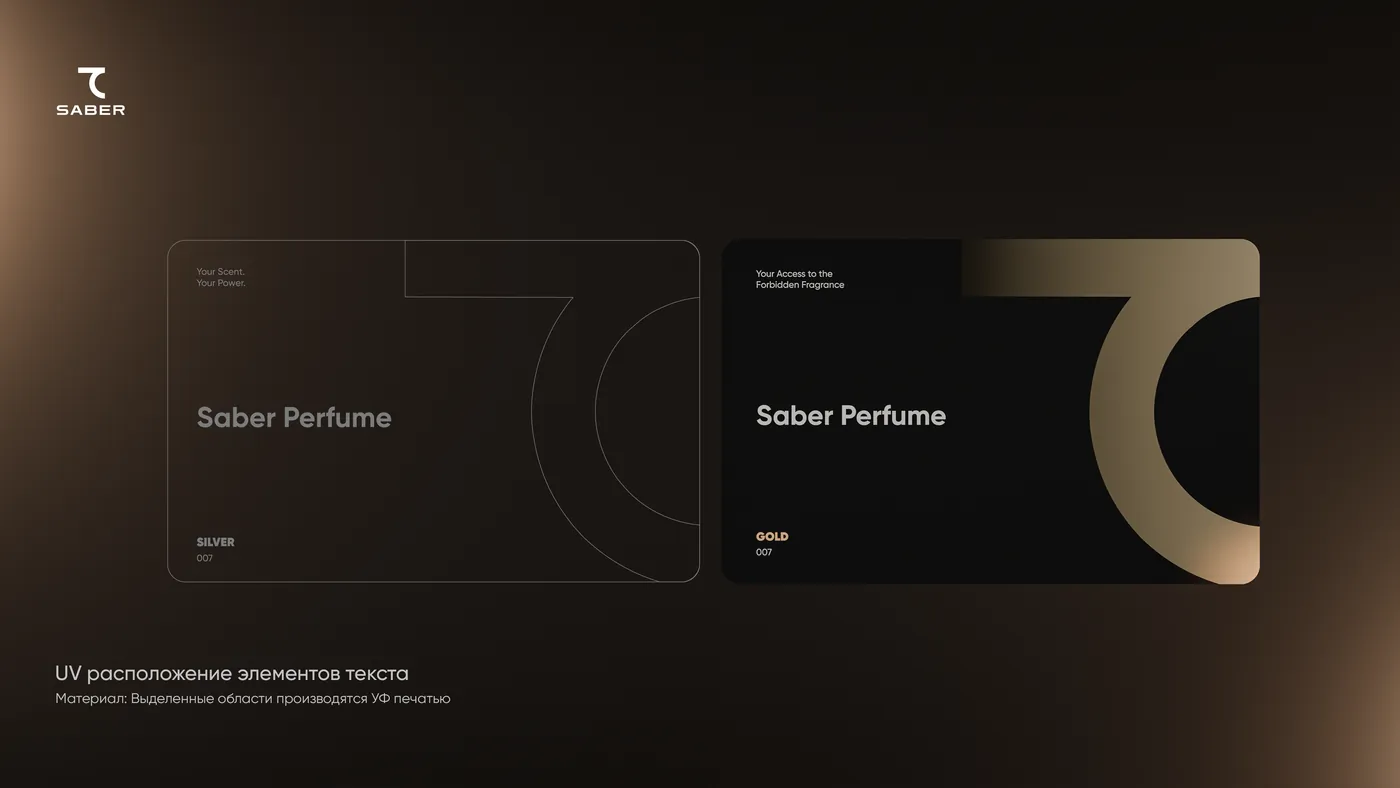 SABER
Your Scent.
Your Power.
Saber Perfume
SILVER
007
Your Access to the
Forbidden Fragrance
Saber Perfume
GOLD
007
UV расположение элементов текста
Материал: Выделенные области производятся УФ печатью